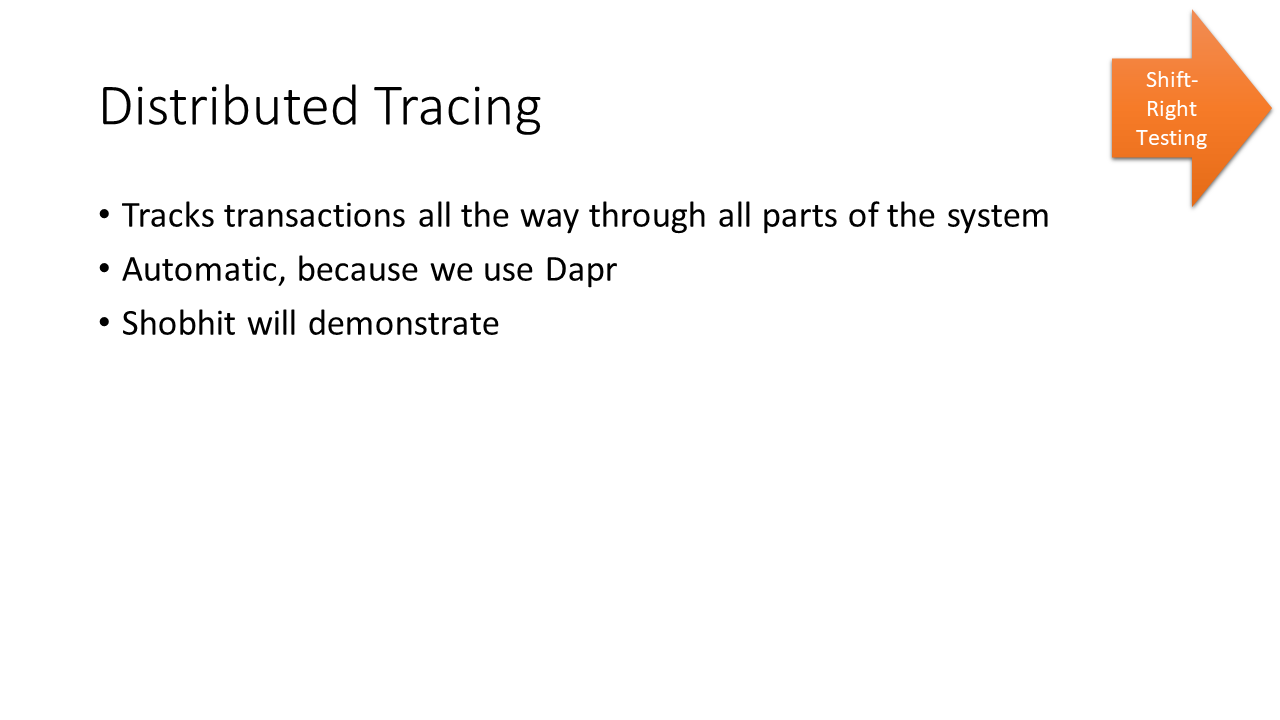 Distributed Tracing
Shift-
Right
Testing
• Tracks transactions all the way through all parts of the system
• Automatic, because we use Dapr
• Shobhit will demonstrate